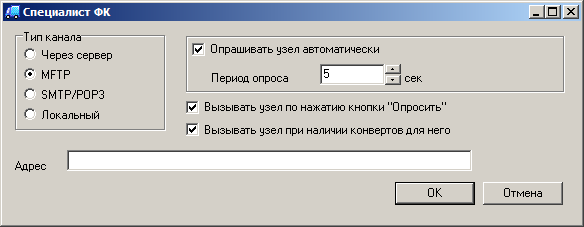 Специалист ФК
Тип канала
Через сервер
MFTP
SMTP/POP3
Локальный
Опрашивать узел автоматически
Период опроса 5 сек
Вызывать узел по нажатию кнопки "Опросить"
Вызывать узел при наличии конвертов для него
Адрес
OK Отмена